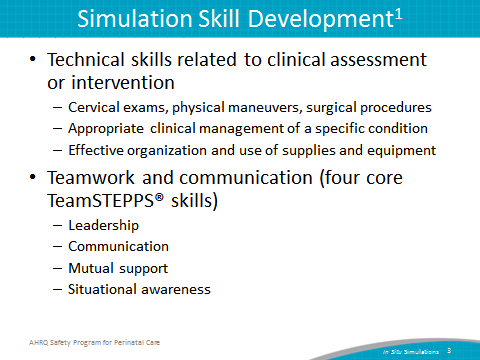 Simulation Skill Development¹
• Technical skills related to clinical assessment
or intervention
– Cervical exams, physical maneuvers, surgical procedures
– Appropriate clinical management of a specific condition
– Effective organization and use of supplies and equipment
• Teamwork and communication (four core
TeamSTEPPS® skills)
– Leadership
– Communication
– Mutual support
– Situational awareness
AHRQ Safety Program for Perinatal Care
In Situ Simulations 3